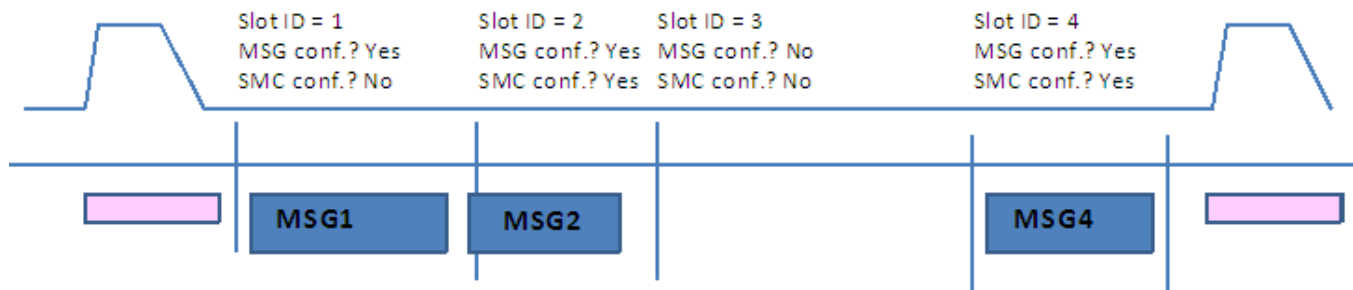 Slot ID = 1
MSG conf.? Yes
SMC conf.? No
Slot ID = 2
MSG conf.? Yes
SMC conf.? Yes
Slot ID = 3
MSG conf.? No
SMC conf.? No
Slot ID = 4
MSG conf.? Yes
SMC conf.? Yes
MSG1
MSG2
MSG4